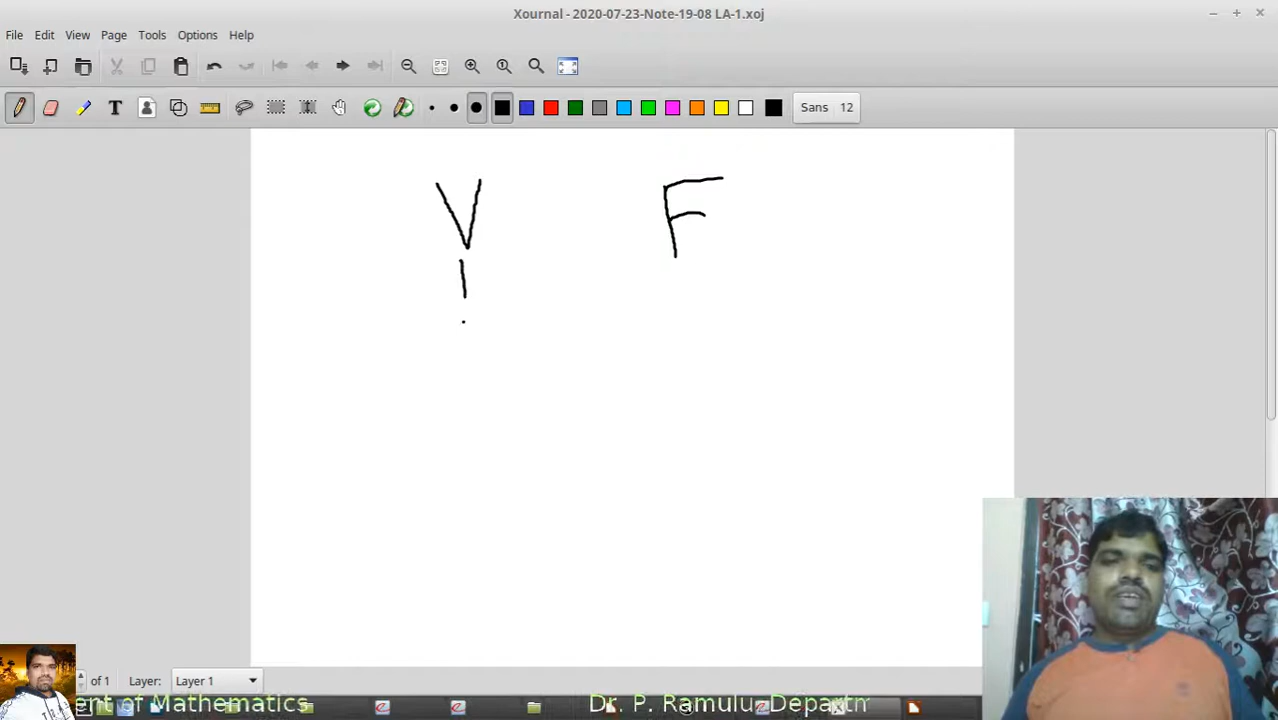 Xournal - 2020-07-23-Note-19-08 LA-1.xoj
File Edit View Page Tools Options Help
Sans 12
V F
of 1 Layer: Layer 1
ent of Mathematics Dr. P. Ramulu, Departm